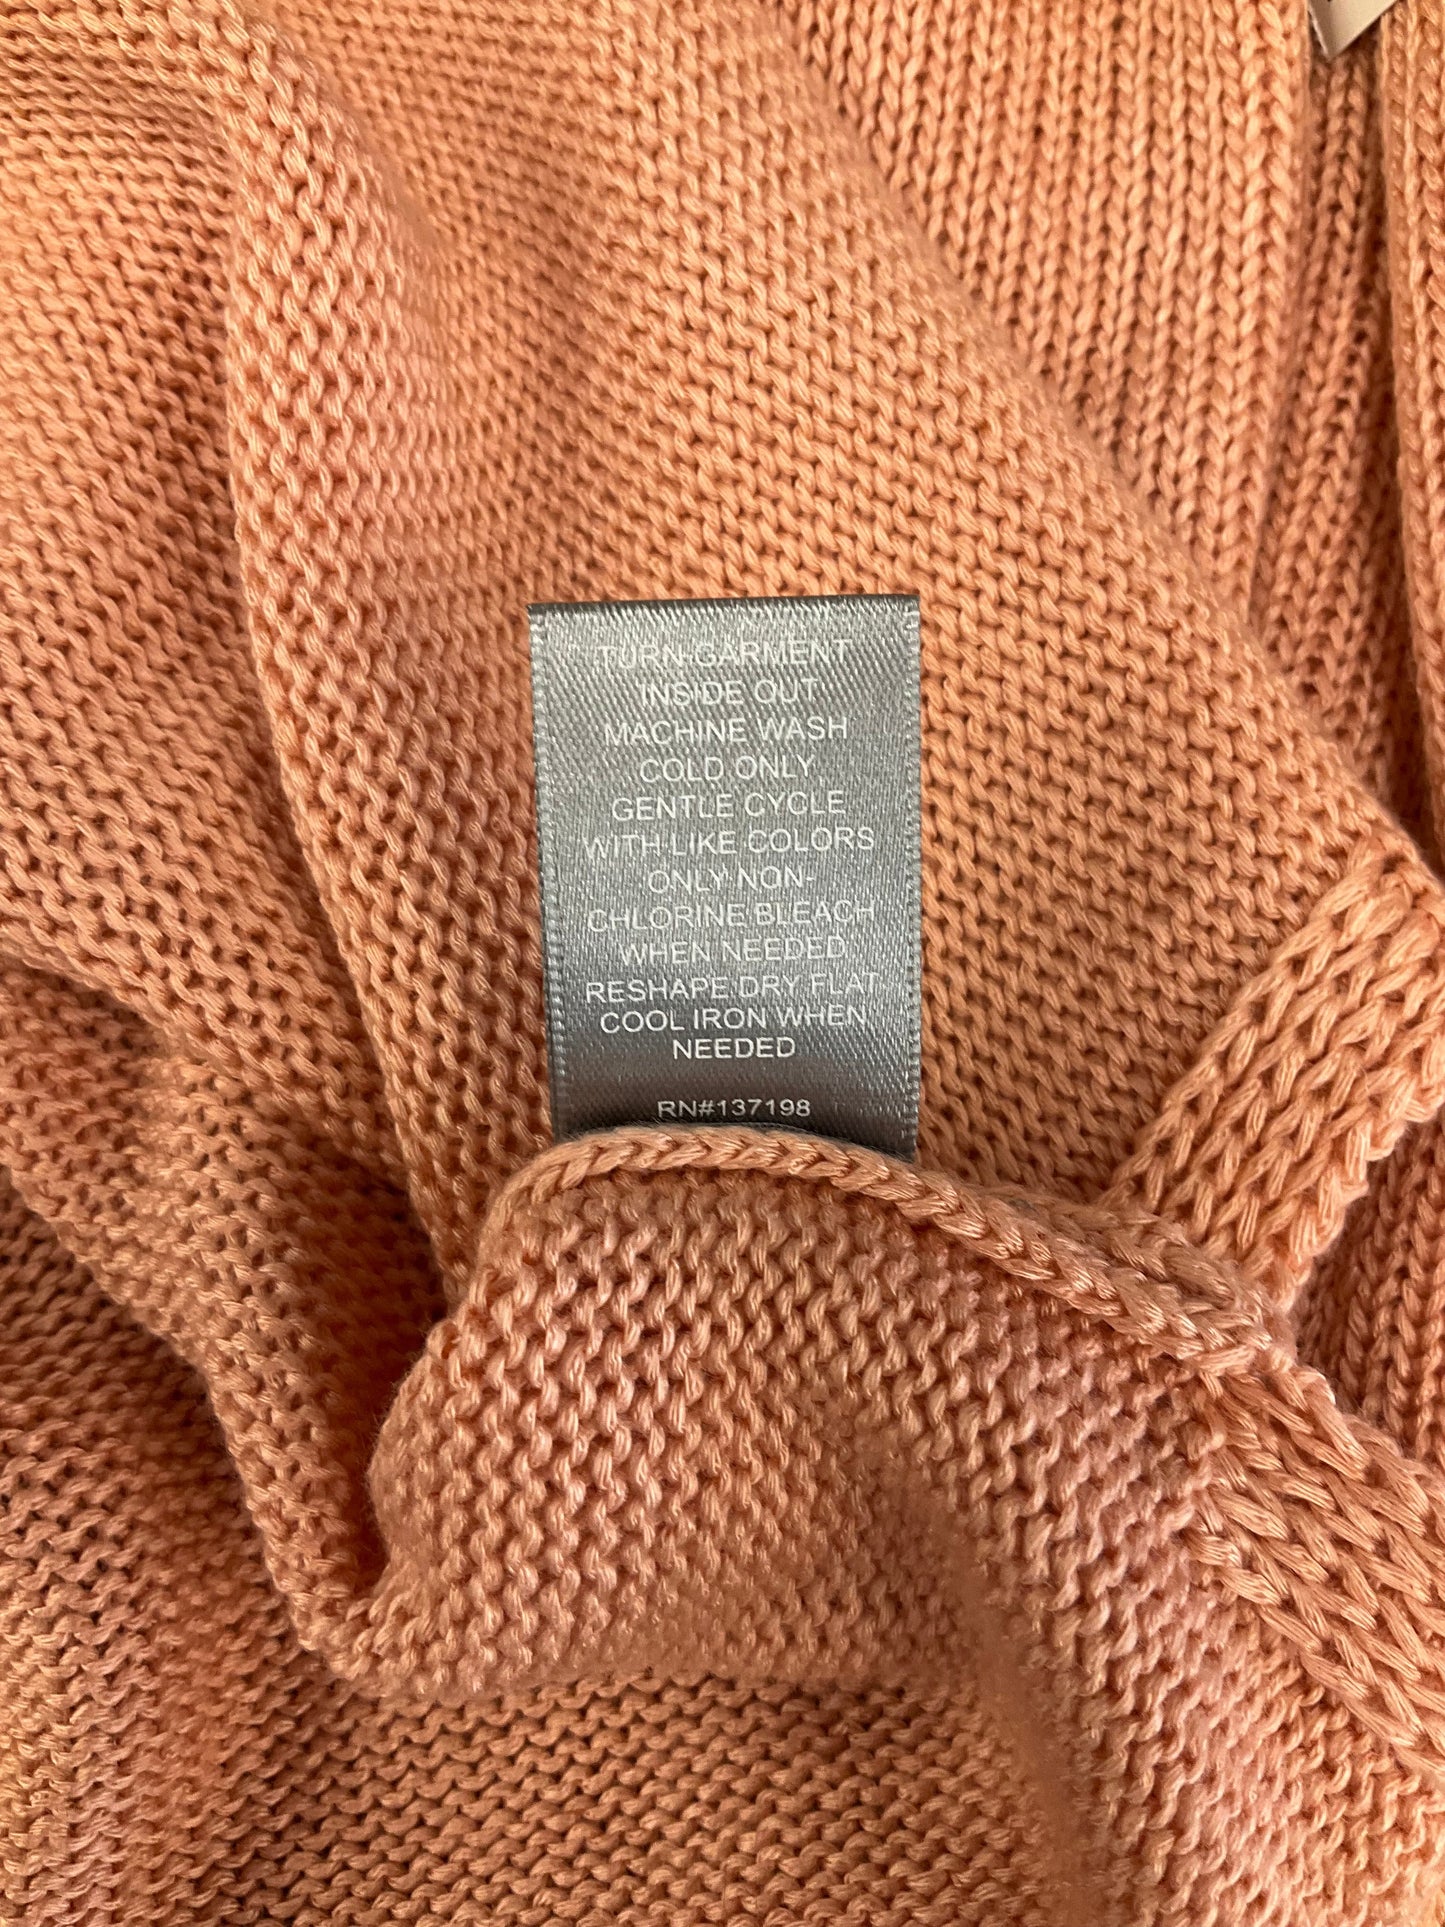 TURN GARMENT
INSIDE OUT
MACHINE WASH
COLD ONLY
GENTLE CYCLE
WITH LIKE COLORS
ONLY NON-
CHLORINE BLEACH
WHEN NEEDED
RESHAPE DRY FLAT
COOL IRON WHEN
NEEDED
RN#137198